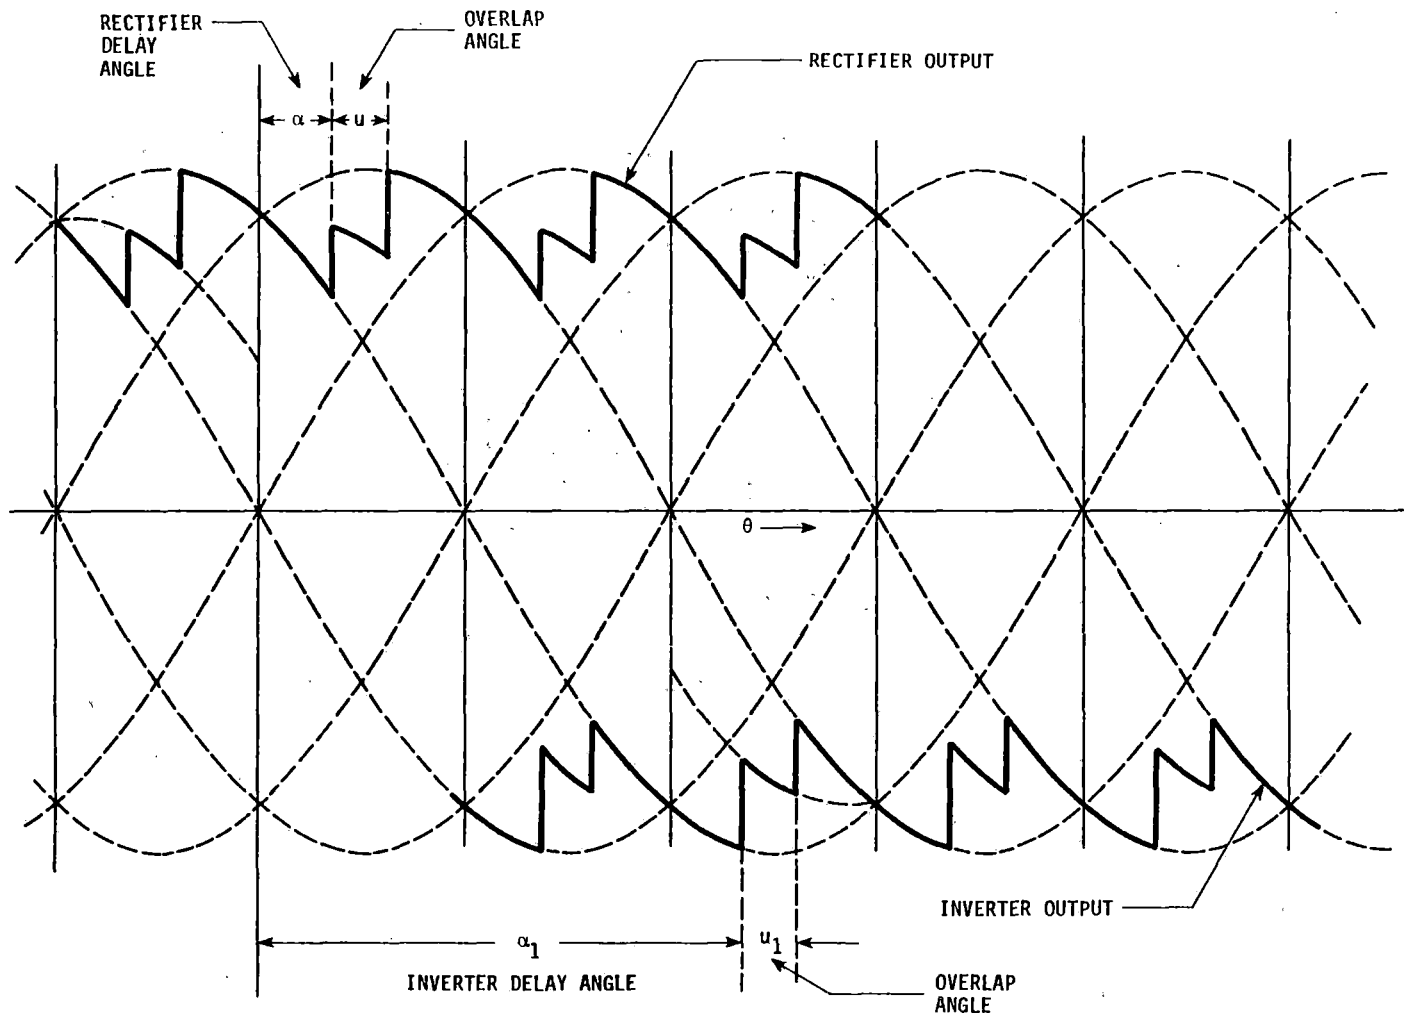 RECTIFIER
DELAY
ANGLE
OVERLAP
ANGLE
RECTIFIER OUTPUT
α
u
θ
INVERTER OUTPUT
α1
u1
INVERTER DELAY ANGLE
OVERLAP
ANGLE